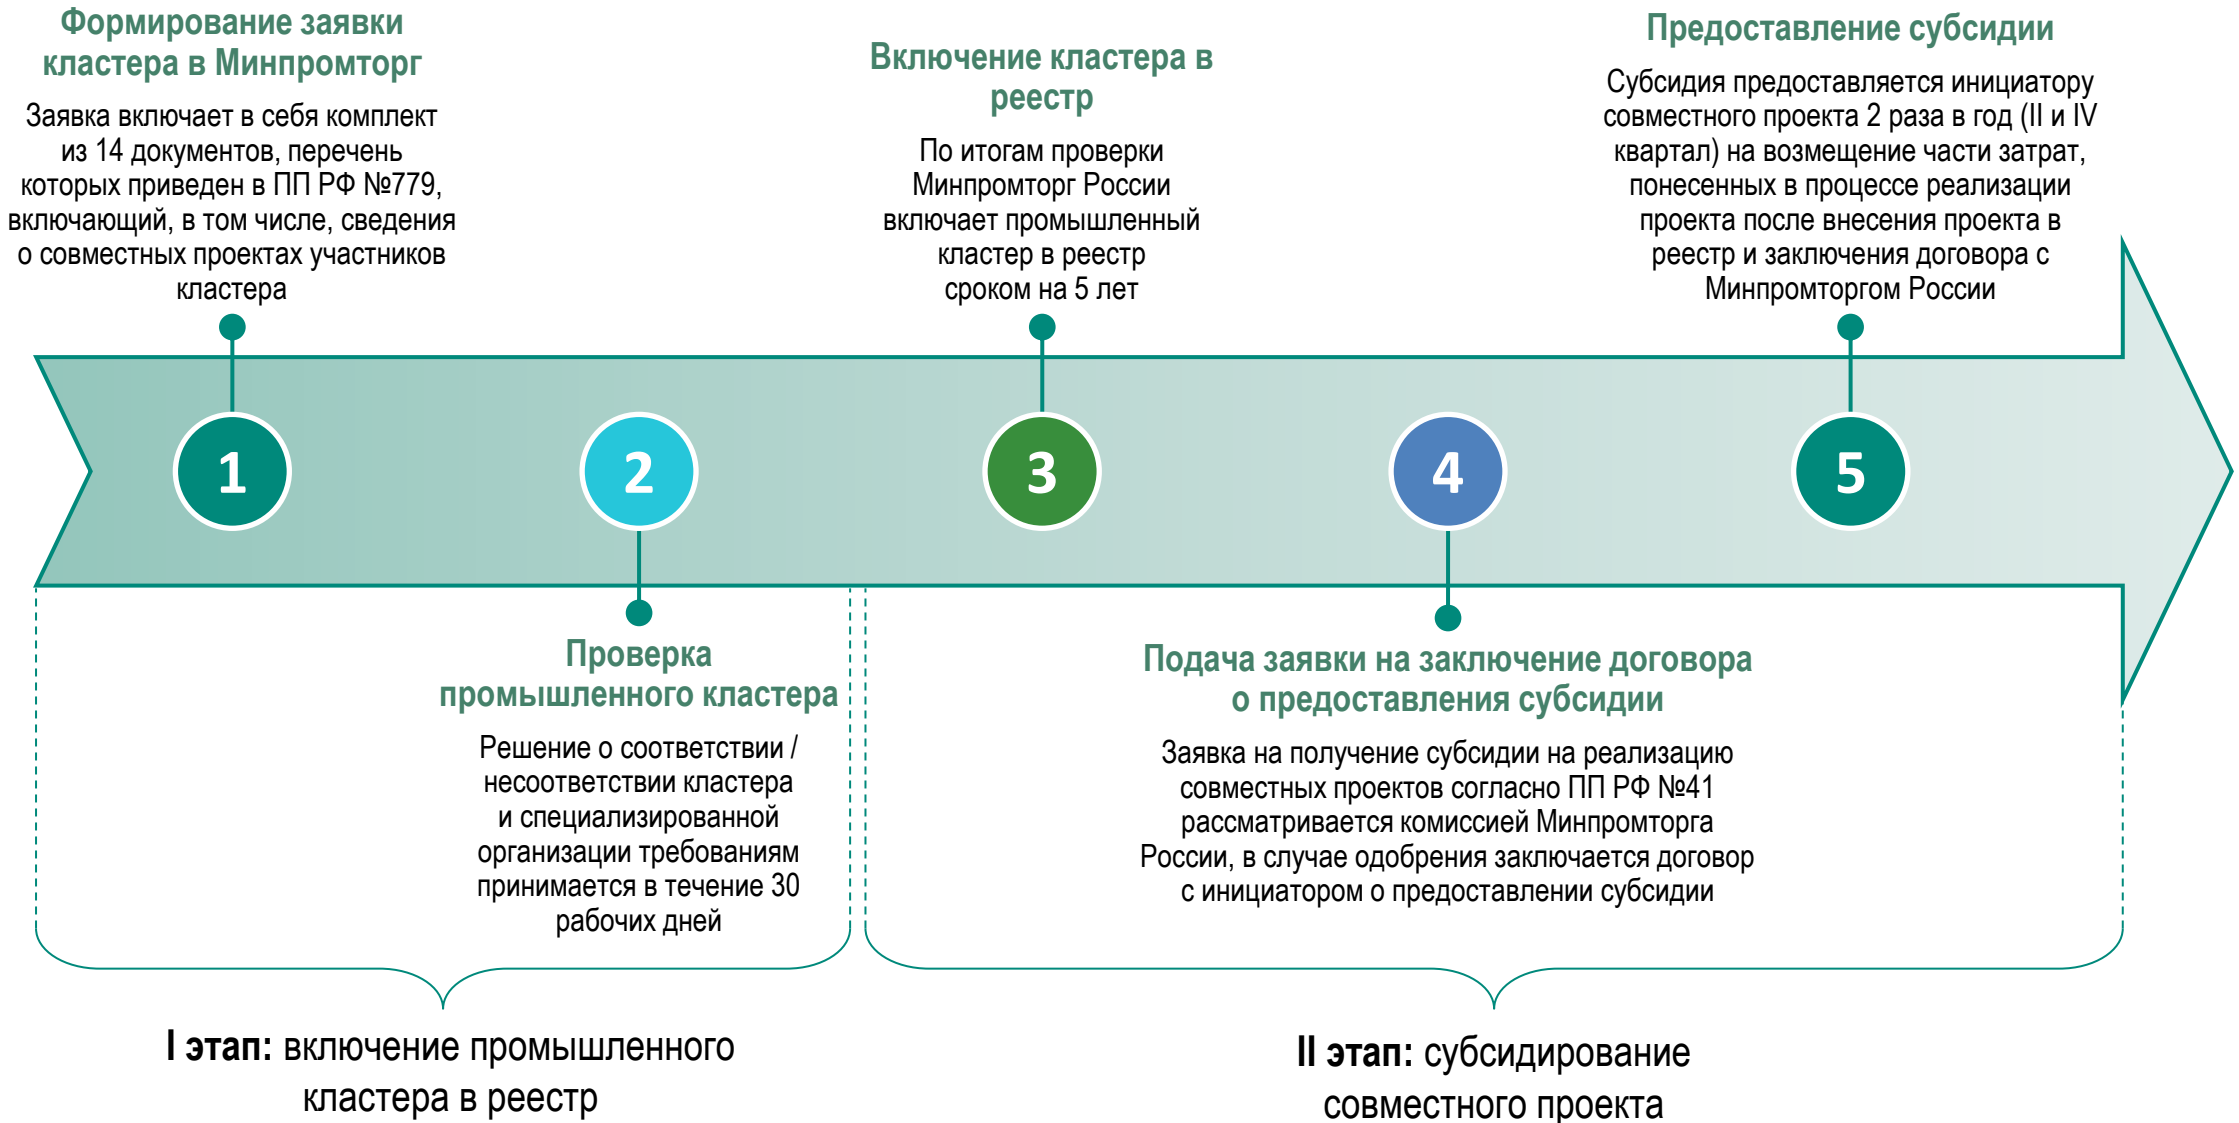 Формирование заявки
кластера в Минпромторг
Заявка включает в себя комплект
из 14 документов, перечень
которых приведен в ПП РФ №779,
включающий, в том числе, сведения
о совместных проектах участников
кластера
Включение кластера в
реестр
По итогам проверки
Минпромторг России
включает промышленный
кластер в реестр
сроком на 5 лет
Предоставление субсидии
Субсидия предоставляется инициатору
совместного проекта 2 раза в год (II и IV
квартал) на возмещение части затрат,
понесенных в процессе реализации
проекта после внесения проекта в
реестр и заключения договора с
Минпромторгом России
1
2
3
4
5
Проверка
промышленного кластера
Решение о соответствии /
несоответствии кластера
и специализированной
организации требованиям
принимается в течение 30
рабочих дней
Подача заявки на заключение договора
о предоставления субсидии
Заявка на получение субсидии на реализацию
совместных проектов согласно ПП РФ №41
рассматривается комиссией Минпромторга
России, в случае одобрения заключается договор
с инициатором о предоставлении субсидии
I этап: включение промышленного
кластера в реестр
II этап: субсидирование
совместного проекта